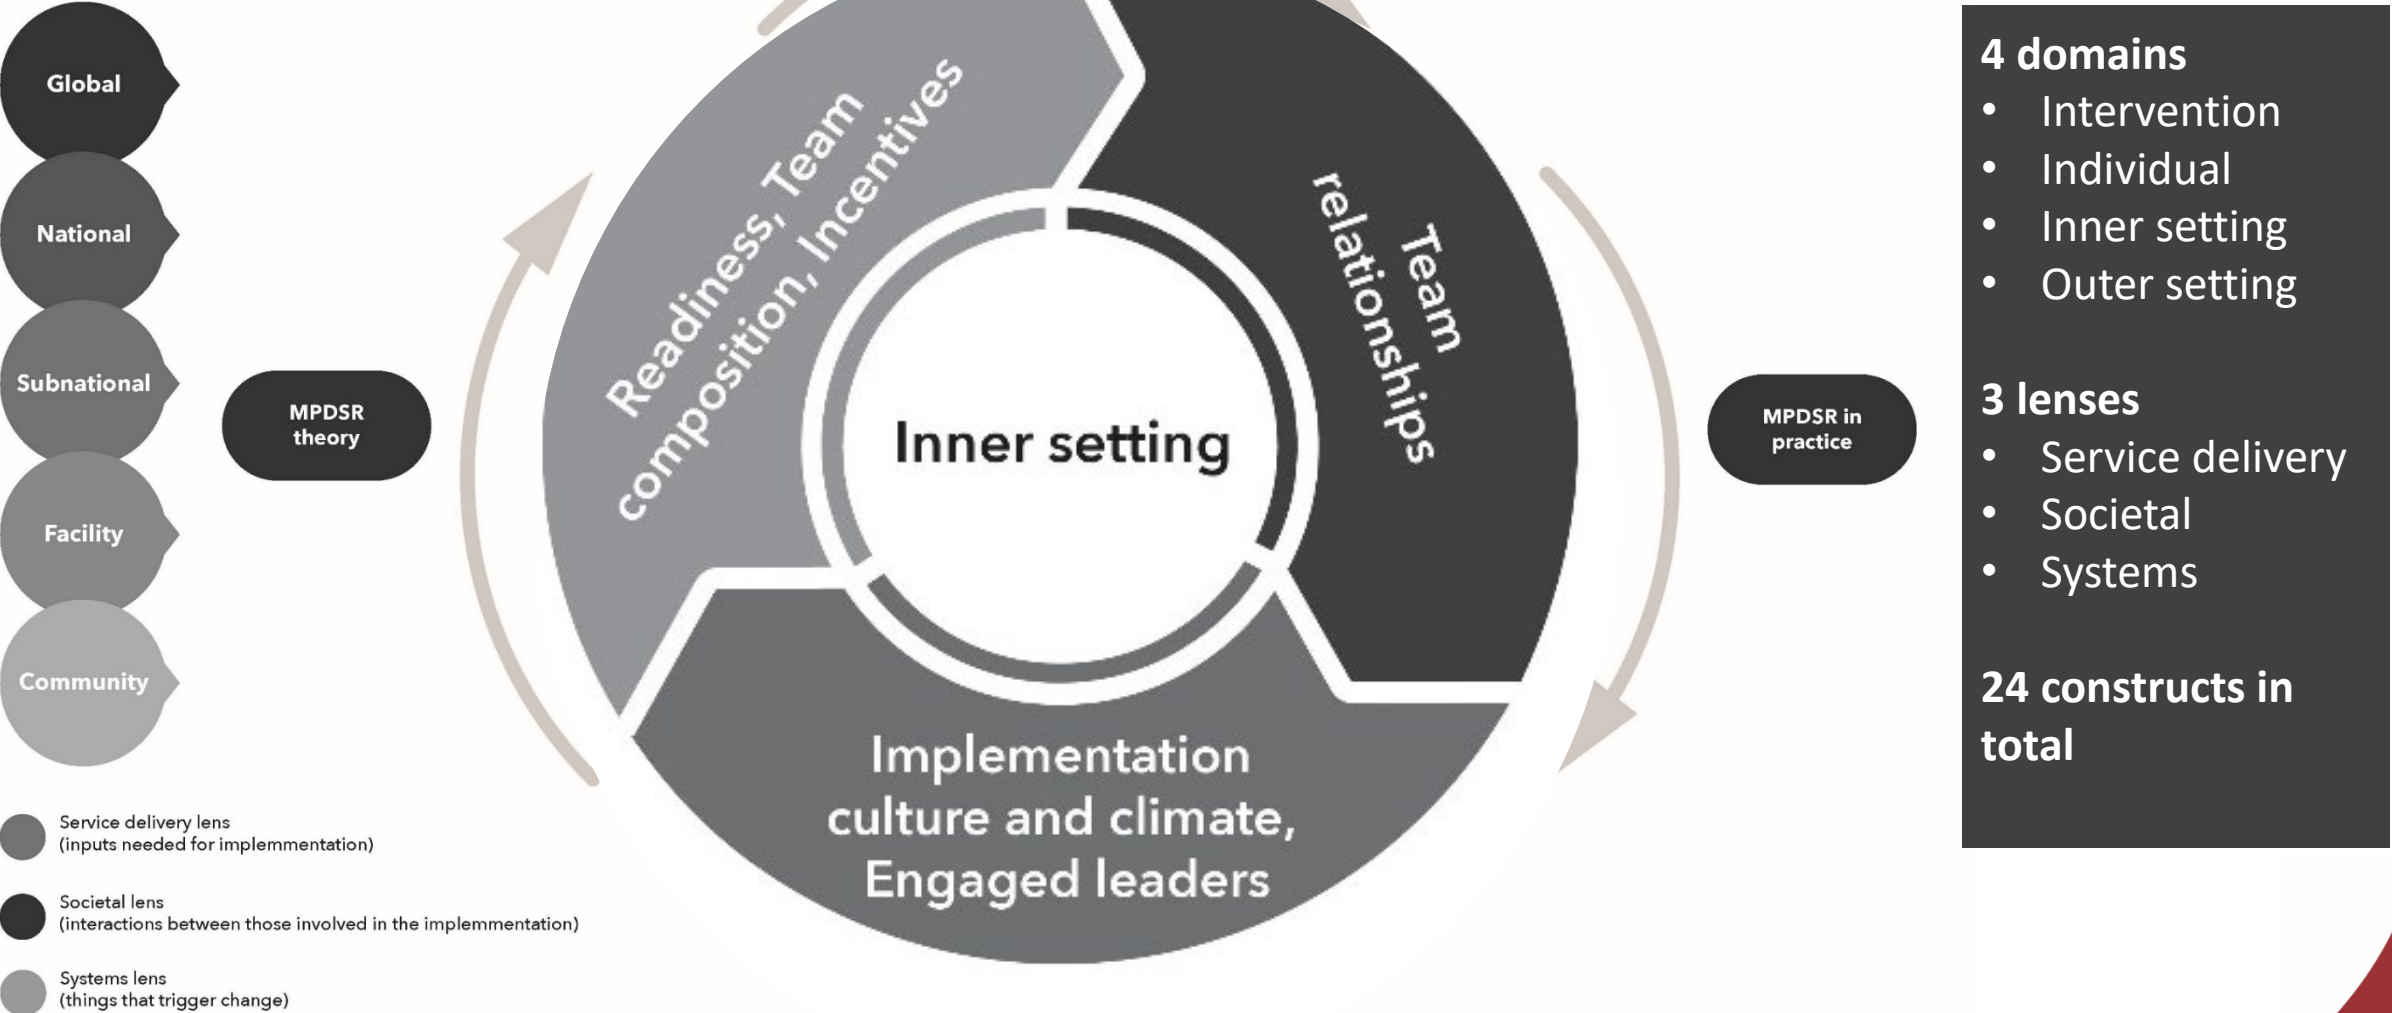 Global
National
Subnational
Facility
Community
MPDSR
theory
Readiness, Team
composition, Incentives
Team
relationships
Inner setting
Implementation
culture and climate,
Engaged leaders
MPDSR in
practice
Service delivery lens
(inputs needed for implemmentation)
Societal lens
(interactions between those involved in the implemmentation)
Systems lens
(things that trigger change)
4 domains
• Intervention
• Individual
• Inner setting
• Outer setting
3 lenses
• Service delivery
• Societal
• Systems
24 constructs in
total